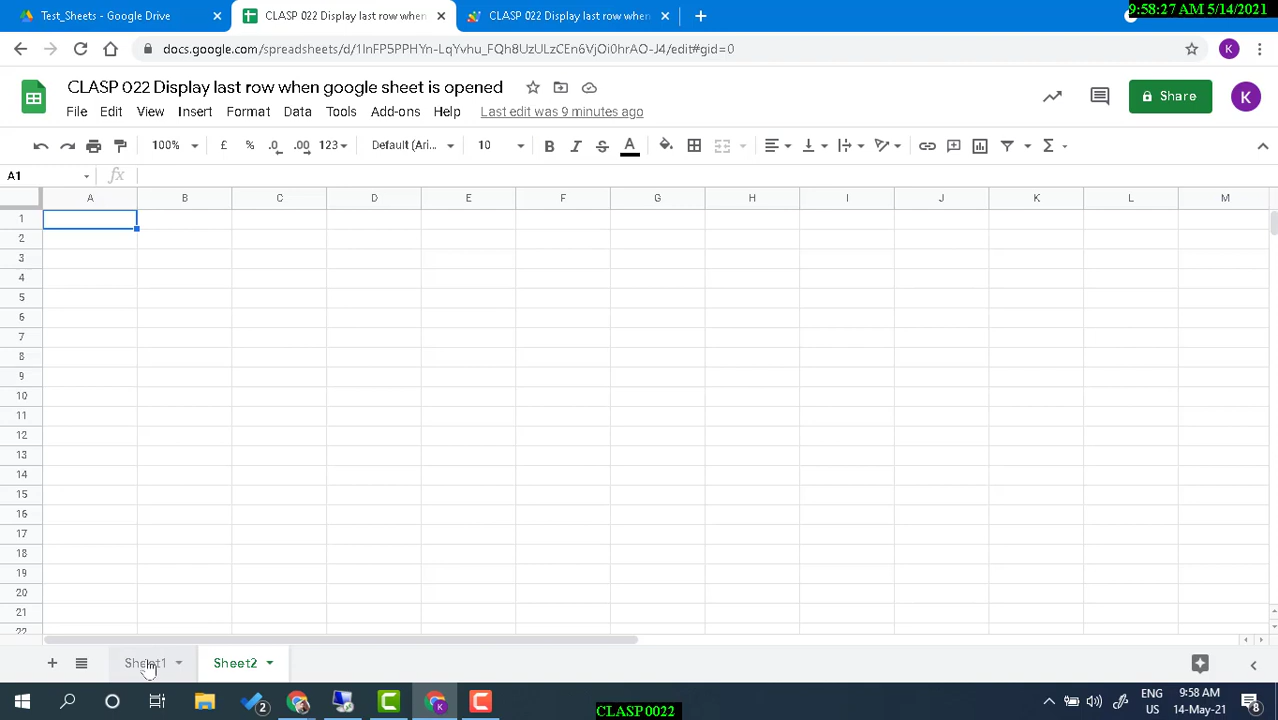 9:58:27 AM 5/14/2021
Test_Sheets - Google Drive
CLASP 022 Display last row when
CLASP 022 Display last row when
docs.google.com/spreadsheets/d/1InFP5PPHYn-LqYvhu_FQh8UzULzCEn6VjOi0hrAO-J4/edit#gid=0
K
CLASP 022 Display last row when google sheet is opened
File Edit View Insert Format Data Tools Add-ons Help Last edit was 9 minutes ago
Share
K
100% £ % .0 .00 123 Default (Ari... 10 B I S A Σ
A1 fx
A B C D E F G H I J K L M
1
2
3
4
5
6
7
8
9
10
11
12
13
14
15
16
17
18
19
20
21
22
+ Sheet1 Sheet2
2
K
C
ENG
US
9:58 AM
14-May-21
8
CLASP0022